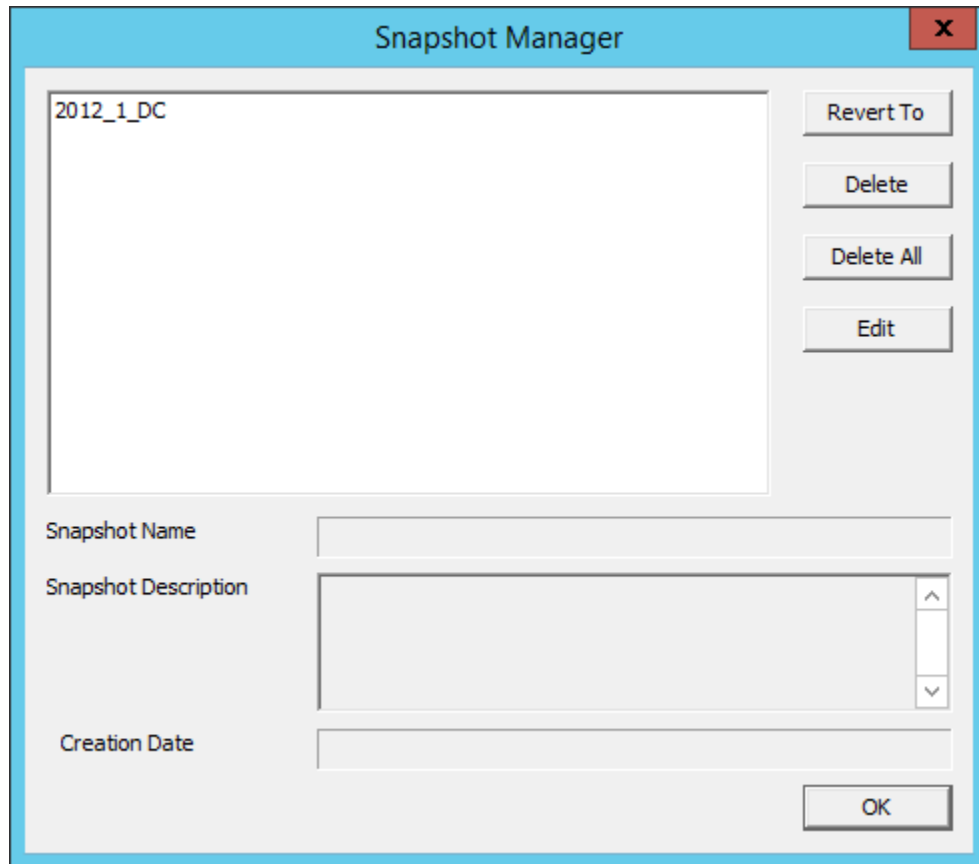 Snapshot Manager
x
2012_1_DC
Revert To
Delete
Delete All
Edit
Snapshot Name
Snapshot Description
Creation Date
OK